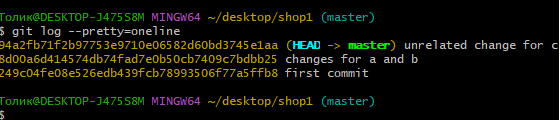 Толик@DESKTOP-J475S8M MINGW64 ~/desktop/shop1 (master)
$ git log --pretty=oneline
94a2fb71f2b97753e9710e06582d60bd3745e1aa (HEAD -> master) unrelated change for c
8d00a6d414574db74fad7e0b50cb7409c7bdbb25 changes for a and b
249c04fe08e526edb439fcb78993506f77a5ffb8 first commit
Толик@DESKTOP-J475S8M MINGW64 ~/desktop/shop1 (master)
$